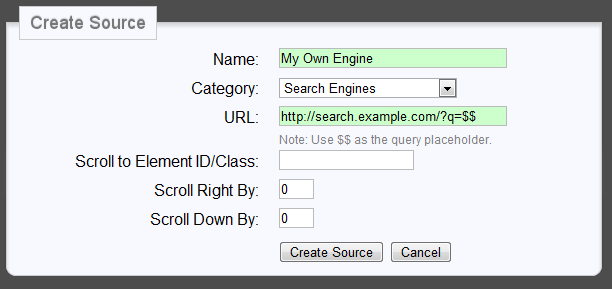 Create Source
Name: My Own Engine
Category: Search Engines
URL: http://search.example.com/?q=$$
Note: Use $$ as the query placeholder.
Scroll to Element ID/Class:
Scroll Right By: 0
Scroll Down By: 0
Create Source Cancel